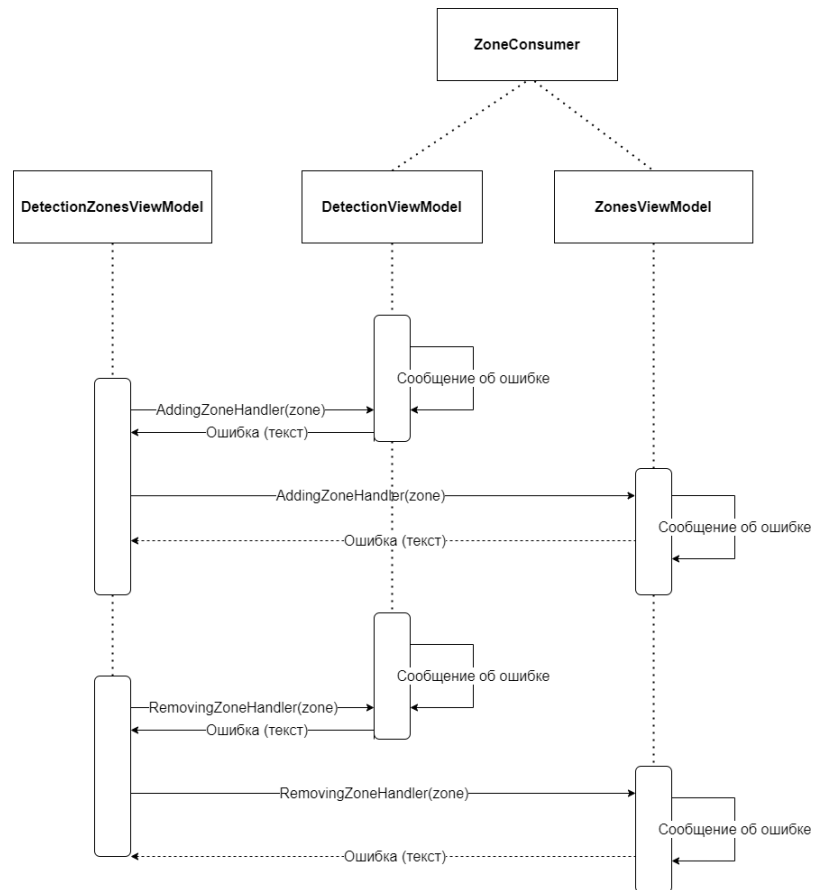 ZoneConsumer
DetectionZonesViewModel
DetectionViewModel
ZonesViewModel
Сообщение об ошибке
AddingZoneHandler(zone)
Ошибка (текст)
AddingZoneHandler(zone)
Сообщение об ошибке
Ошибка (текст)
Сообщение об ошибке
RemovingZoneHandler(zone)
Ошибка (текст)
RemovingZoneHandler(zone)
Сообщение об ошибке
Ошибка (текст)